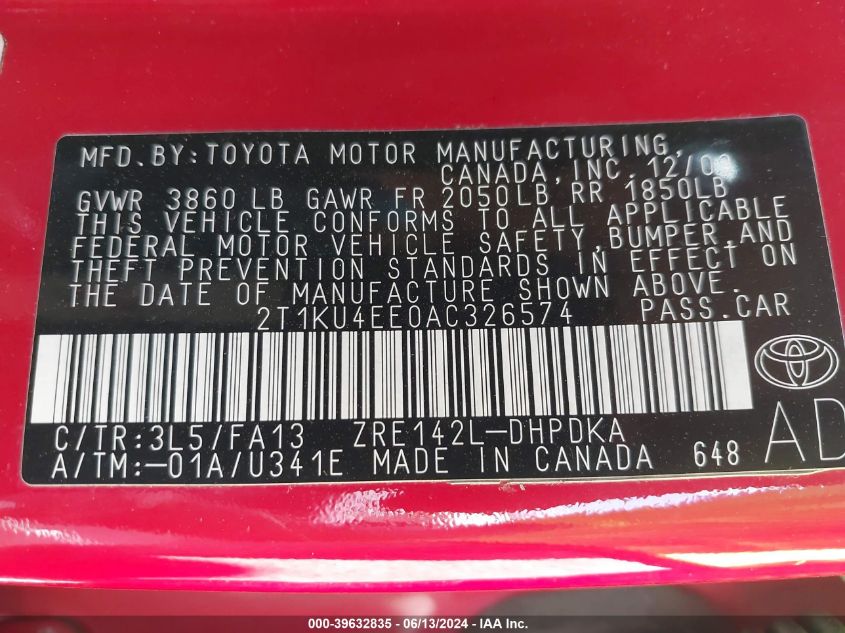 MFD. BY: TOYOTA MOTOR MANUFACTURING,
CANADA, INC. 12/09
GVWR 3860 LB GAWR FR 2050LB RR 1850LB
THIS VEHICLE CONFORMS TO ALL APPLICABLE
FEDERAL MOTOR VEHICLE SAFETY, BUMPER, AND
THEFT PREVENTION STANDARDS IN EFFECT ON
THE DATE OF MANUFACTURE SHOWN ABOVE.
2T1KU4EE0AC326574 PASS. CAR
C/TR: 3L5/FA13 ZRE142L-DHPDKA
A/TM: -01A/U341E MADE IN CANADA 648
AD
000-39632835 - 06/13/2024 - IAA Inc.